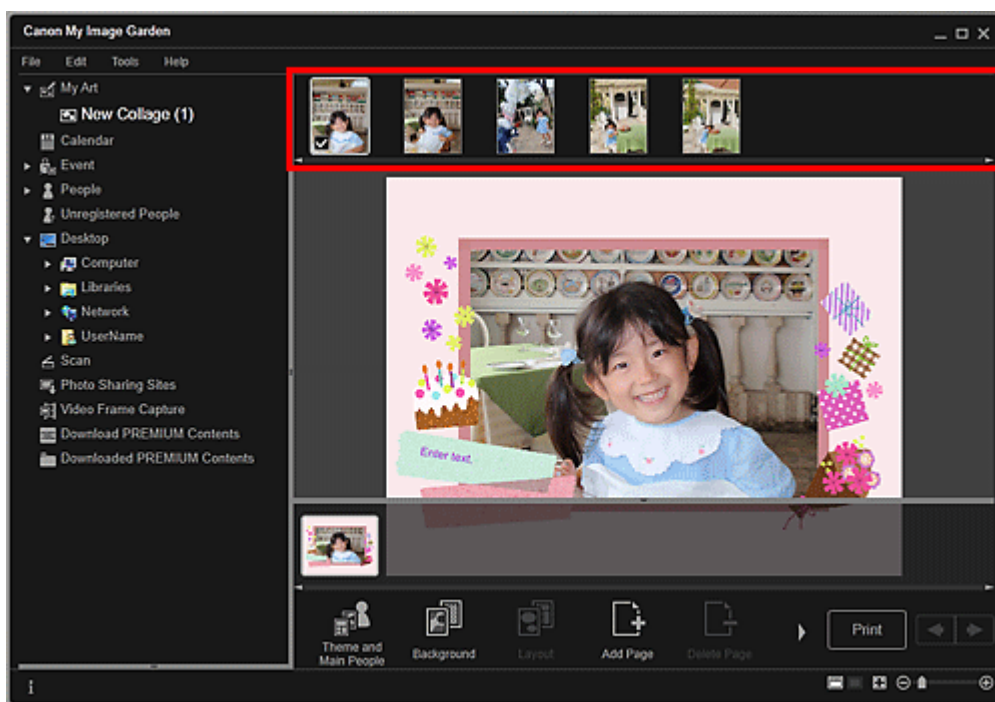 Canon My Image Garden
File Edit Tools Help
My Art
New Collage (1)
Calendar
Event
People
Unregistered People
Desktop
Computer
Libraries
Network
UserName
Scan
Photo Sharing Sites
Video Frame Capture
Download PREMIUM Contents
Downloaded PREMIUM Contents
Enter text.
Theme and
Main People
Background
Layout
Add Page
Delete Page
Print